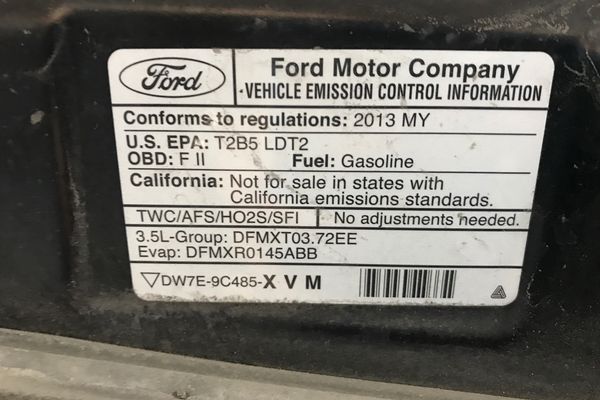 Ford
Ford Motor Company
VEHICLE EMISSION CONTROL INFORMATION
Conforms to regulations: 2013 MY
U.S. EPA: T2B5 LDT2
OBD: F II Fuel: Gasoline
California: Not for sale in states with
California emissions standards.
TWC/AFS/HO2S/SFI No adjustments needed.
3.5L-Group: DFMXT03.72EE
Evap: DFMXR0145ABB
DW7E-9C485-X V M